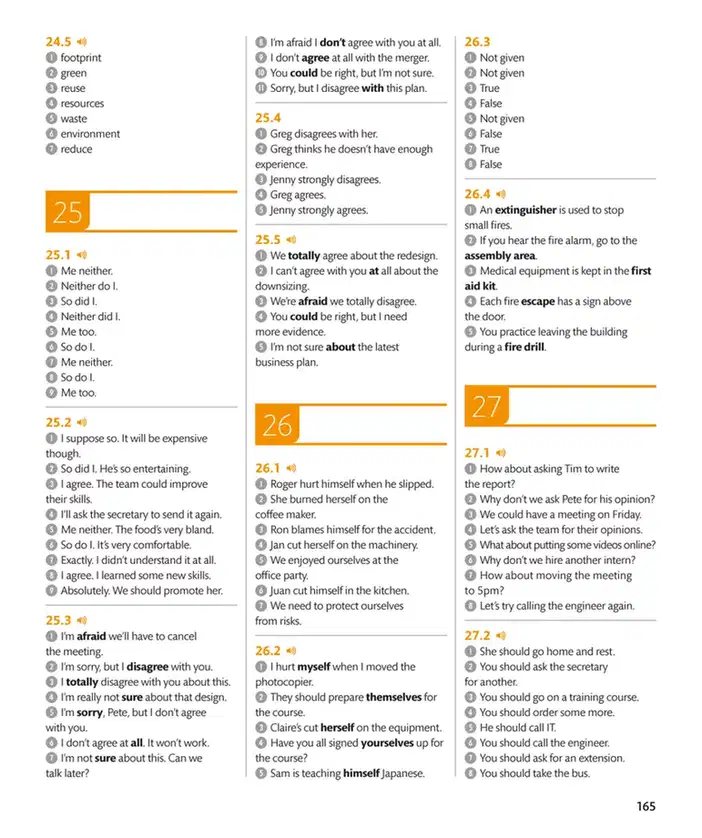 24.5
1 footprint
2 green
3 reuse
4 resources
5 waste
6 environment
7 reduce
25
25.1
1 Me neither.
2 Neither do I.
3 So did I.
4 Neither did I.
5 Me too.
6 So do I.
7 Me neither.
8 So do I.
9 Me too.
25.2
1 I suppose so. It will be expensive
though.
2 So did I. He's so entertaining.
3 I agree. The team could improve
their skills.
4 I'll ask the secretary to send it again.
5 Me neither. The food's very bland.
6 So do I. It's very comfortable.
7 Exactly. I didn't understand it at all.
8 I agree. I learned some new skills.
9 Absolutely. We should promote her.
25.3
1 I'm afraid we'll have to cancel
the meeting.
2 I'm sorry, but I disagree with you.
3 I totally disagree with you about this.
4 I'm really not sure about that design.
5 I'm sorry, Pete, but I don't agree
with you.
6 I don't agree at all. It won't work.
7 I'm not sure about this. Can we
talk later?
8 I'm afraid I don't agree with you at all.
9 I don't agree at all with the merger.
10 You could be right, but I'm not sure.
11 Sorry, but I disagree with this plan.
25.4
1 Greg disagrees with her.
2 Greg thinks he doesn't have enough
experience.
3 Jenny strongly disagrees.
4 Greg agrees.
5 Jenny strongly agrees.
25.5
1 We totally agree about the redesign.
2 I can't agree with you at all about the
downsizing.
3 We're afraid we totally disagree.
4 You could be right, but I need
more evidence.
5 I'm not sure about the latest
business plan.
26
26.1
1 Roger hurt himself when he slipped.
2 She burned herself on the
coffee maker.
3 Ron blames himself for the accident.
4 Jan cut herself on the machinery.
5 We enjoyed ourselves at the
office party.
6 Juan cut himself in the kitchen.
7 We need to protect ourselves
from risks.
26.2
1 I hurt myself when I moved the
photocopier.
2 They should prepare themselves for
the course.
3 Claire's cut herself on the equipment.
4 Have you all signed yourselves up for
the course?
5 Sam is teaching himself Japanese.
26.3
1 Not given
2 Not given
3 True
4 False
5 Not given
6 False
7 True
8 False
26.4
1 An extinguisher is used to stop
small fires.
2 If you hear the fire alarm, go to the
assembly area.
3 Medical equipment is kept in the first
aid kit.
4 Each fire escape has a sign above
the door.
5 You practice leaving the building
during a fire drill.
27
27.1
1 How about asking Tim to write
the report?
2 Why don't we ask Pete for his opinion?
3 We could have a meeting on Friday.
4 Let's ask the team for their opinions.
5 What about putting some videos online?
6 Why don't we hire another intern?
7 How about moving the meeting
to 5pm?
8 Let's try calling the engineer again.
27.2
1 She should go home and rest.
2 You should ask the secretary
for another.
3 You should go on a training course.
4 You should order some more.
5 He should call IT.
6 You should call the engineer.
7 You should ask for an extension.
8 You should take the bus.
165